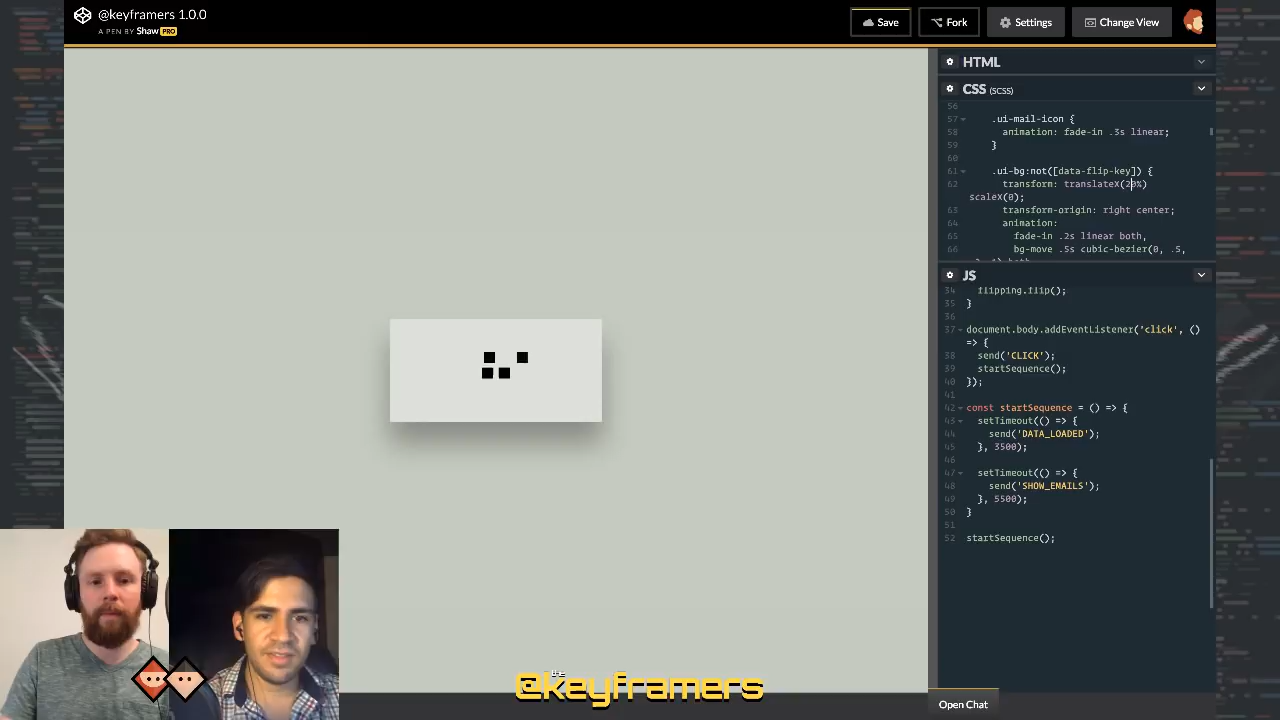 @keyframers 1.0.0
A PEN BY Shaw PRO
Save
Fork
Settings
Change View
HTML
CSS (SCSS)
56
57 .ui-mail-icon {
58 animation: fade-in .3s linear;
59 }
60
61 .ui-bg:not([data-flip-key]) {
62 transform: translateX(20%)
scaleX(0);
63 transform-origin: right center;
64 animation:
65 fade-in .2s linear both,
66 bg-move .5s cubic-bezier(0, .5,
JS
34 flipping.flip();
35 }
36
37 document.body.addEventListener('click', ()
=> {
38 send('CLICK');
39 startSequence();
40 });
41
42 const startSequence = () => {
43 setTimeout(() => {
44 send('DATA_LOADED');
45 }, 3500);
46
47 setTimeout(() => {
48 send('SHOW_EMAILS');
49 }, 5500);
50 }
51
52 startSequence();
the
@keyframers
Open Chat